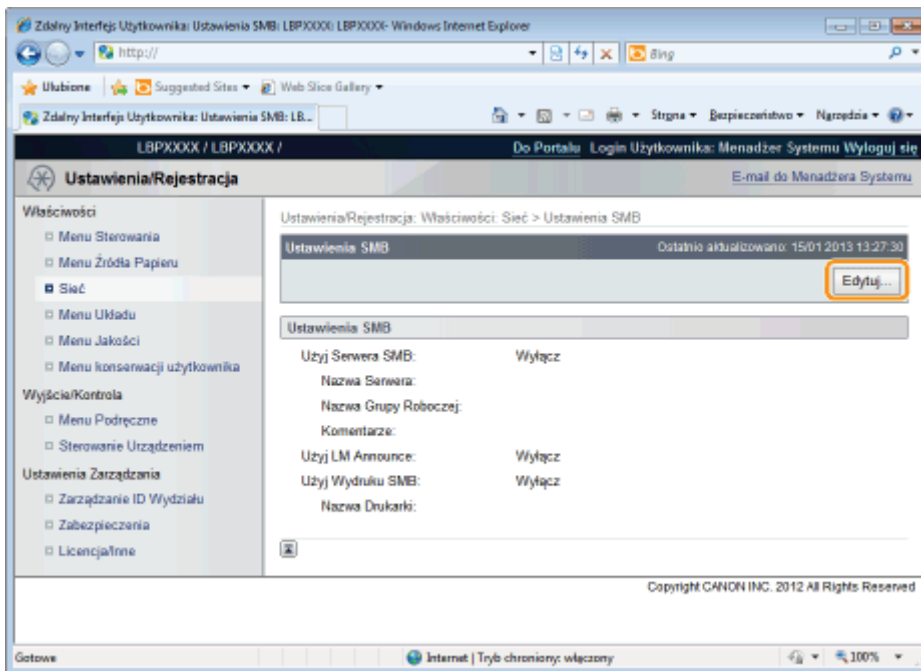 Zdalny Interfejs Użytkownika: Ustawienia SMB: LBPXXXX: LBPXXXX- Windows Internet Explorer
http://
Bing
Ulubione Suggested Sites Web Slice Gallery
Zdalny Interfejs Użytkownika: Ustawienia SMB: LB... Strona Bezpieczeństwo Narzędzia
LBPXXXX / LBPXXXX / Do Portalu Login Użytkownika: Menadżer Systemu Wyloguj się
Ustawienia/Rejestracja E-mail do Menadżera Systemu
Właściwości
Menu Sterowania
Menu Źródła Papieru
Sieć
Menu Układu
Menu Jakości
Menu konserwacji użytkownika
Wyjście/Kontrola
Menu Podręczne
Sterowanie Urządzeniem
Ustawienia Zarządzania
Zarządzanie ID Wydziału
Zabezpieczenia
Licencja/Inne
Ustawienia/Rejestracja: Właściwości: Sieć > Ustawienia SMB
Ustawienia SMB Ostatnio aktualizowano: 15/01 2013 13:27:30
Edytuj...
Ustawienia SMB
Użyj Serwera SMB: Wyłącz
Nazwa Serwera:
Nazwa Grupy Roboczej:
Komentarze:
Użyj LM Announce: Wyłącz
Użyj Wydruku SMB: Wyłącz
Nazwa Drukarki:
Copyright CANON INC. 2012 All Rights Reserved
Gotowe Internet | Tryb chroniony: włączony 100%